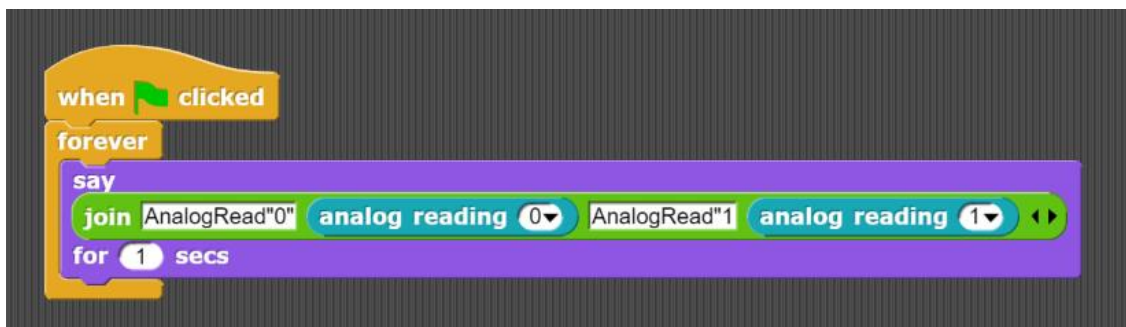 when clicked
forever
say
join AnalogRead"0" analog reading 0 AnalogRead"1 analog reading 1
for 1 secs